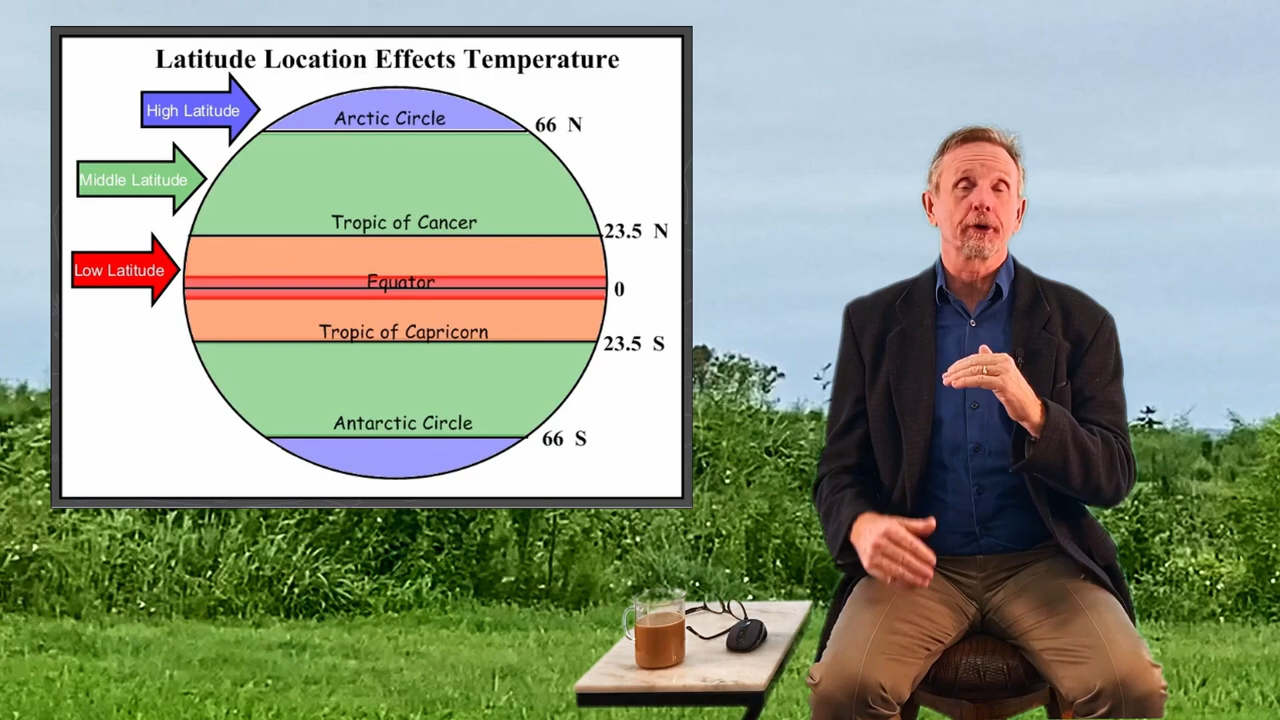 Latitude Location Effects Temperature
High Latitude
Arctic Circle
66 N
Middle Latitude
Tropic of Cancer
23.5 N
Low Latitude
Equator
0
Tropic of Capricorn
23.5 S
Antarctic Circle
66 S